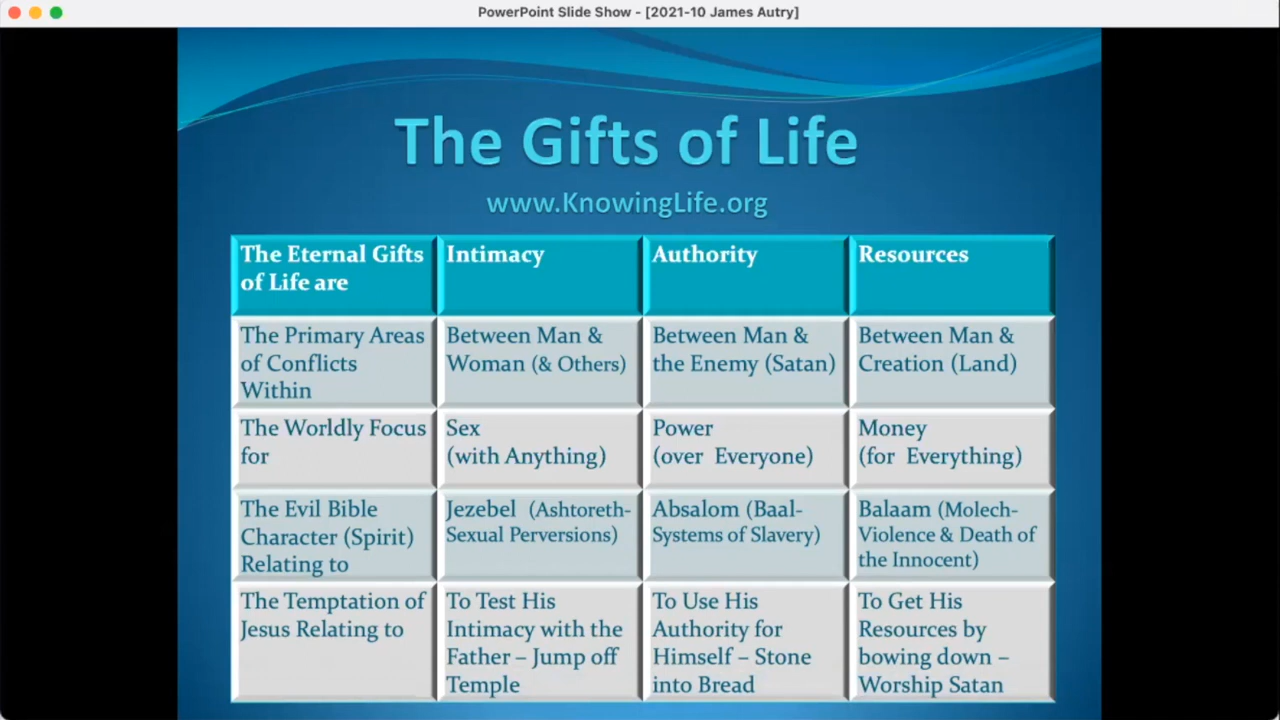 PowerPoint Slide Show - [2021-10 James Autry]
The Gifts of Life
www.KnowingLife.org
The Eternal Gifts
of Life are
Intimacy
Authority
Resources
The Primary Areas
of Conflicts
Within
Between Man &
Woman (& Others)
Between Man &
the Enemy (Satan)
Between Man &
Creation (Land)
The Worldly Focus
for
Sex
(with Anything)
Power
(over Everyone)
Money
(for Everything)
The Evil Bible
Character (Spirit)
Relating to
Jezebel (Ashtoreth-
Sexual Perversions)
Absalom (Baal-
Systems of Slavery)
Balaam (Molech-
Violence & Death of
the Innocent)
The Temptation of
Jesus Relating to
To Test His
Intimacy with the
Father – Jump off
Temple
To Use His
Authority for
Himself – Stone
into Bread
To Get His
Resources by
bowing down –
Worship Satan